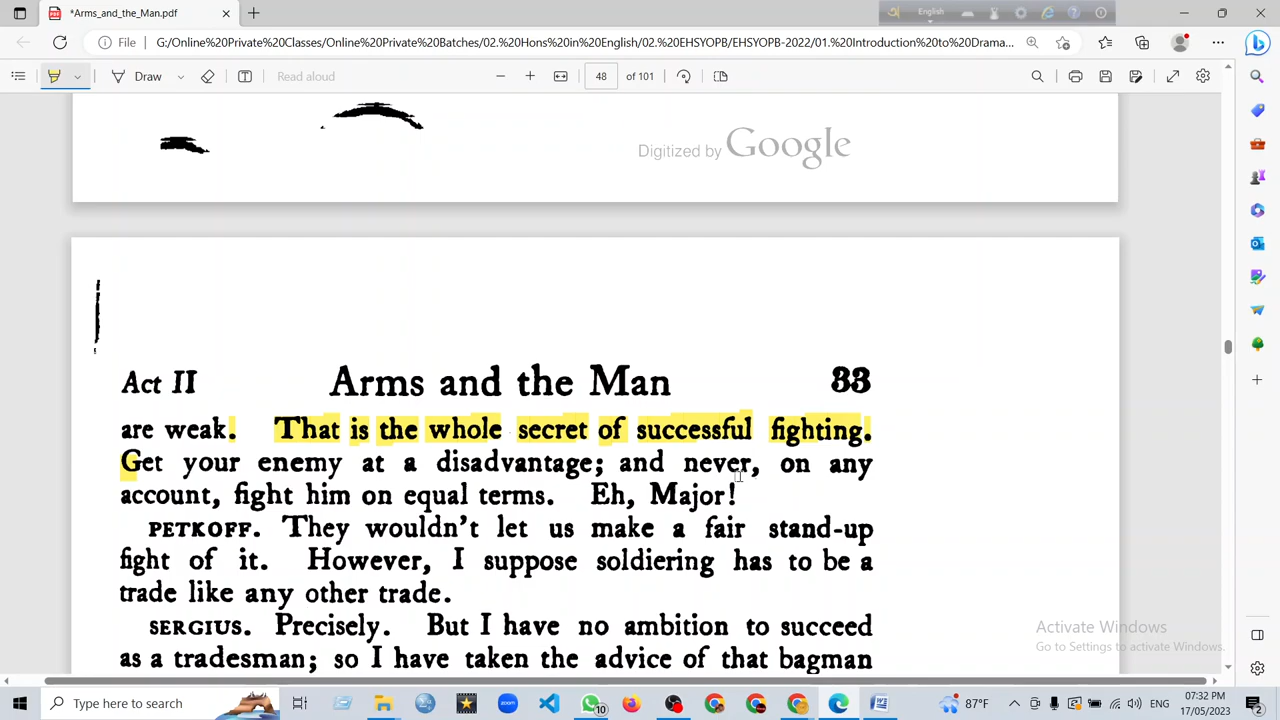 *Arms_and_the_Man.pdf
English
File G:/Online%20Private%20Classes/Online%20Private%20Batches/02.%20Hons%20in%20English/02.%20EHSYOPB/EHSYOPB-2022/01.%20Introduction%20to%20Drama...
Draw Read aloud 48 of 101
Digitized by Google
Act II Arms and the Man 33
are weak. That is the whole secret of successful fighting.
Get your enemy at a disadvantage; and never, on any
account, fight him on equal terms. Eh, Major!
PETKOFF. They wouldn't let us make a fair stand-up
fight of it. However, I suppose soldiering has to be a
trade like any other trade.
SERGIUS. Precisely. But I have no ambition to succeed
as a tradesman; so I have taken the advice of that bagman
Activate Windows
Go to Settings to activate Windows.
Type here to search zoom 10 87°F ENG 07:32 PM
17/05/2023 2